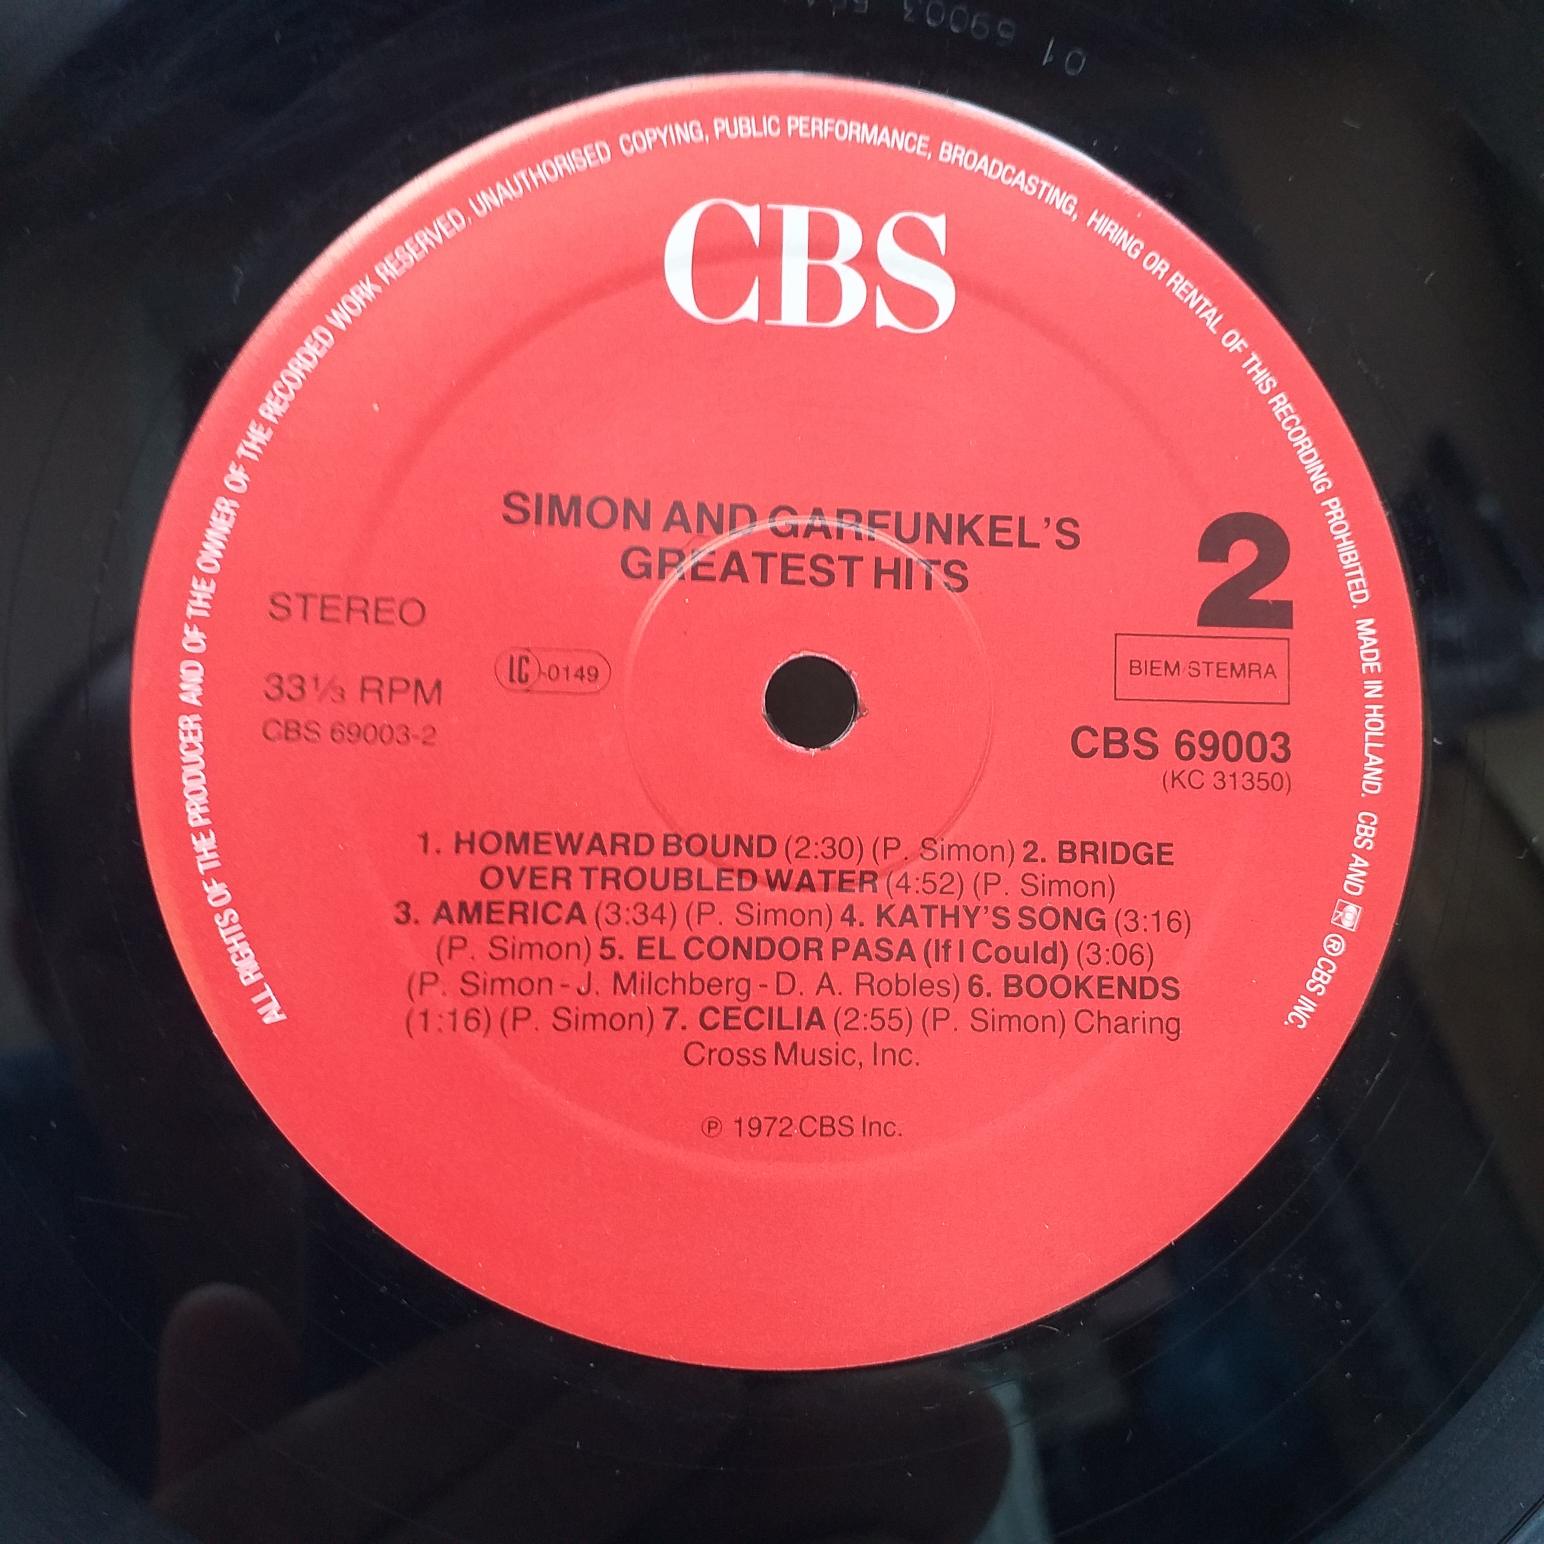 01 69003
ALL RIGHTS OF THE PRODUCER AND OF THE OWNER OF THE RECORDED WORK RESERVED. UNAUTHORISED COPYING, PUBLIC PERFORMANCE, BROADCASTING, HIRING OR RENTAL OF THIS RECORDING PROHIBITED. MADE IN HOLLAND. CBS AND ® CBS INC.
CBS
SIMON AND GARFUNKEL'S
GREATEST HITS
2
STEREO
LC-0149
BIEM/STEMRA
33⅓ RPM
CBS 69003-2
CBS 69003
(KC 31350)
1. HOMEWARD BOUND (2:30) (P. Simon) 2. BRIDGE
OVER TROUBLED WATER (4:52) (P. Simon)
3. AMERICA (3:34) (P. Simon) 4. KATHY'S SONG (3:16)
(P. Simon) 5. EL CONDOR PASA (If I Could) (3:06)
(P. Simon - J. Milchberg - D. A. Robles) 6. BOOKENDS
(1:16) (P. Simon) 7. CECILIA (2:55) (P. Simon) Charing
Cross Music, Inc.
℗ 1972 CBS Inc.